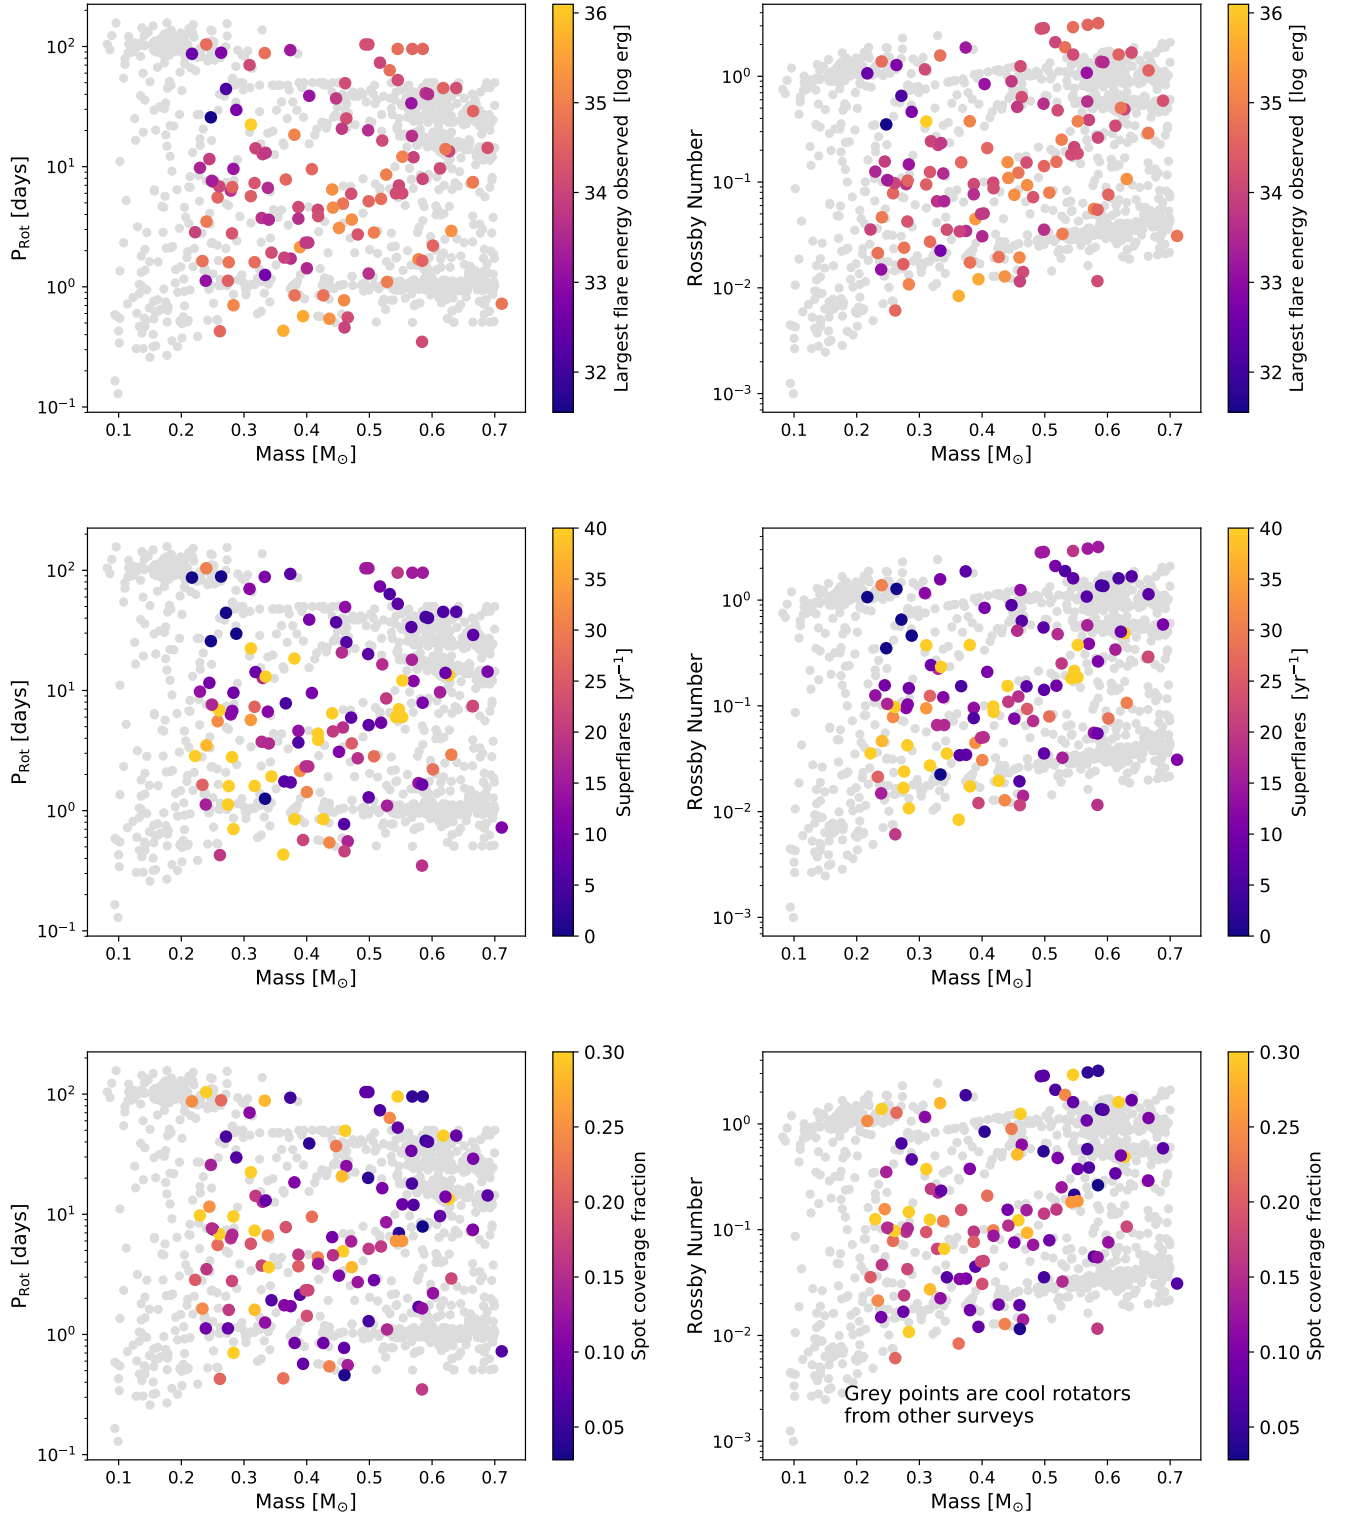 10²
10¹
10⁰
10⁻¹
P_Rot [days]
0.1 0.2 0.3 0.4 0.5 0.6 0.7
Mass [M⊙]
36
35
34
33
32
Largest flare energy observed [log erg]
10⁰
10⁻¹
10⁻²
10⁻³
Rossby Number
0.1 0.2 0.3 0.4 0.5 0.6 0.7
Mass [M⊙]
36
35
34
33
32
Largest flare energy observed [log erg]
10²
10¹
10⁰
10⁻¹
P_Rot [days]
0.1 0.2 0.3 0.4 0.5 0.6 0.7
Mass [M⊙]
40
35
30
25
20
15
10
5
0
Superflares [yr⁻¹]
10⁰
10⁻¹
10⁻²
10⁻³
Rossby Number
0.1 0.2 0.3 0.4 0.5 0.6 0.7
Mass [M⊙]
40
35
30
25
20
15
10
5
0
Superflares [yr⁻¹]
10²
10¹
10⁰
10⁻¹
P_Rot [days]
0.1 0.2 0.3 0.4 0.5 0.6 0.7
Mass [M⊙]
0.30
0.25
0.20
0.15
0.10
0.05
Spot coverage fraction
10⁰
10⁻¹
10⁻²
10⁻³
Rossby Number
Grey points are cool rotators
from other surveys
0.1 0.2 0.3 0.4 0.5 0.6 0.7
Mass [M⊙]
0.30
0.25
0.20
0.15
0.10
0.05
Spot coverage fraction